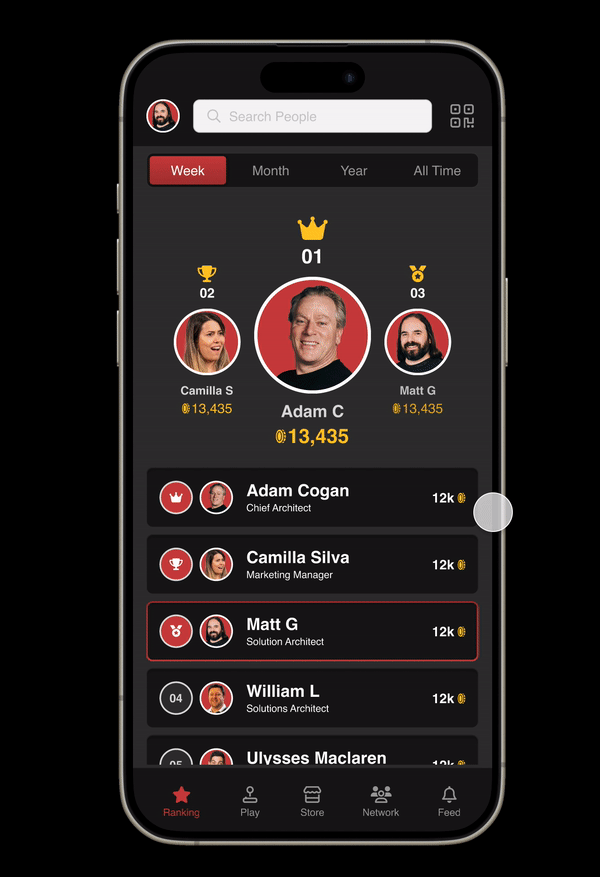 Search People
Week Month Year All Time
01
02
03
Camilla S
13,435
Adam C
13,435
Matt G
13,435
Adam Cogan
Chief Architect
12k
Camilla Silva
Marketing Manager
12k
Matt G
Solution Architect
12k
04
William L
Solutions Architect
12k
05
Ulysses Maclaren
12k
Ranking Play Store Network Feed